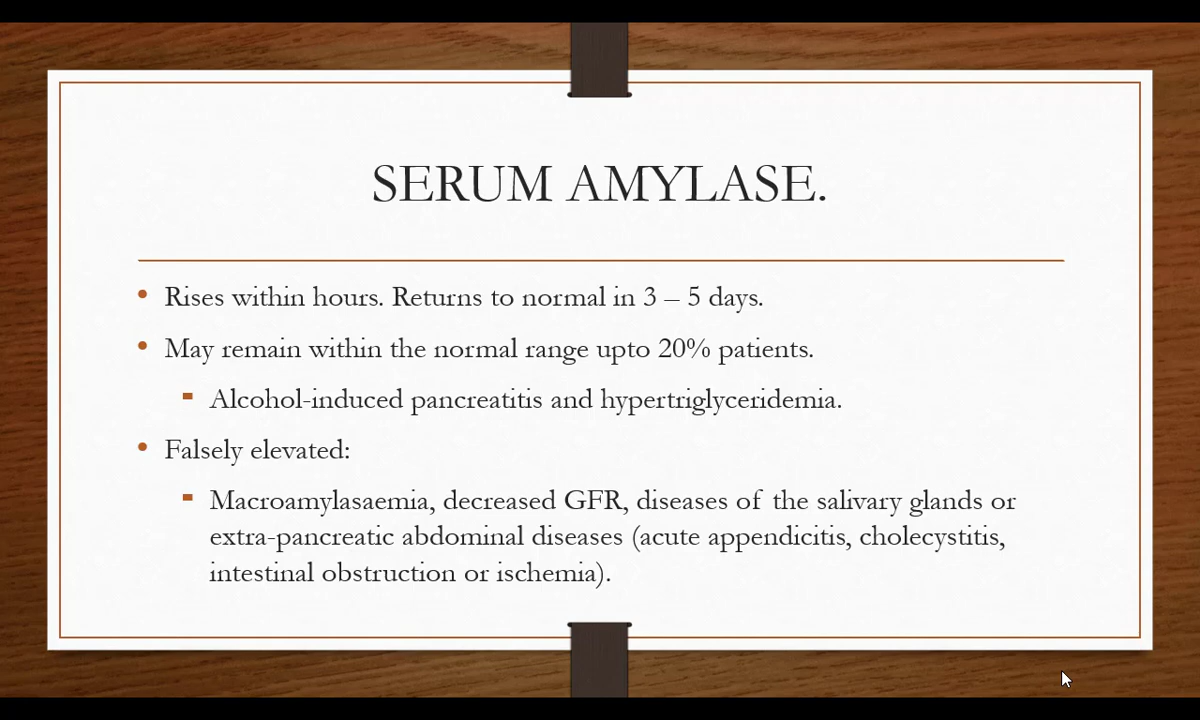 SERUM AMYLASE.
• Rises within hours. Returns to normal in 3 – 5 days.
• May remain within the normal range upto 20% patients.
▪ Alcohol-induced pancreatitis and hypertriglyceridemia.
• Falsely elevated:
▪ Macroamylasaemia, decreased GFR, diseases of the salivary glands or
extra-pancreatic abdominal diseases (acute appendicitis, cholecystitis,
intestinal obstruction or ischemia).